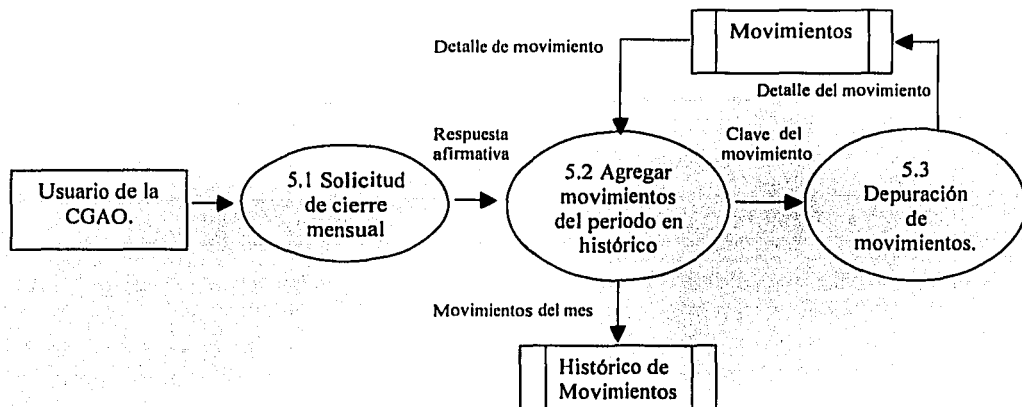 Movimientos
Detalle de movimiento
Detalle del movimiento
Respuesta
afirmativa
Clave del
movimiento
Usuario de la
CGAO.
5.1 Solicitud
de cierre
mensual
5.2 Agregar
movimientos
del periodo en
histórico
5.3
Depuración
de
movimientos.
Movimientos del mes
Histórico de
Movimientos